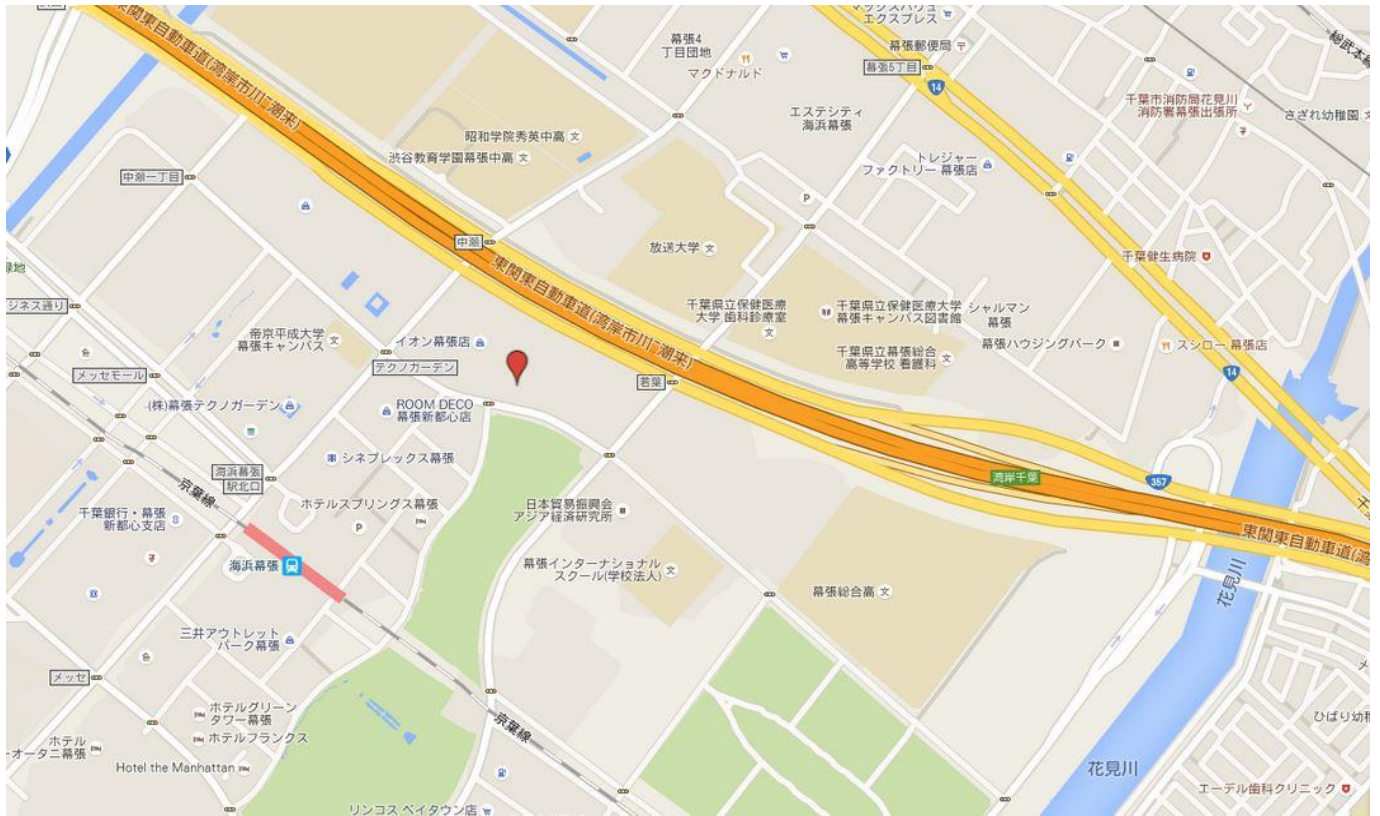 東関東自動車道(湾岸市川~潮来)
幕張4
丁目団地
マクドナルド
エクスプレス
幕張郵便局
幕張5丁目
14
総武本線
千葉市消防局花見川
消防署幕張出張所
さざれ幼稚園
エステシティ
海浜幕張
昭和学院秀英中高
渋谷教育学園幕張中高
トレジャー
ファクトリー 幕張店
中瀬一丁目
P
中瀬
放送大学
千葉健生病院
緑地
ビジネス通り
東関東自動車道(湾岸市川~潮来)
千葉県立保健医療
大学 歯科診療室
千葉県立保健医療大学
幕張キャンパス図書館
シャルマン
幕張
帝京平成大学
幕張キャンパス
イオン幕張店
テクノガーデン
千葉県立幕張総合
高等学校 看護科
幕張ハウジングパーク
スシロー 幕張店
14
メッセモール
若葉
(株)幕張テクノガーデン
ROOM DECO
幕張新都心店
シネプレックス幕張
海浜幕張
駅北口
湾岸千葉
357
京葉線
ホテルスプリングス幕張
日本貿易振興会
アジア経済研究所
千葉銀行・幕張
新都心支店
P
東関東自動車道(湾
海浜幕張
幕張インターナショナル
スクール(学校法人)
幕張総合高
花見川
三井アウトレット
パーク幕張
メッセ
ホテルグリーン
タワー幕張
ホテルフランクス
京葉線
ひばり幼稚
ホテル
ーオータニ幕張
Hotel the Manhattan
花見川
エーデル歯科クリニック
リンコス ベイタウン店